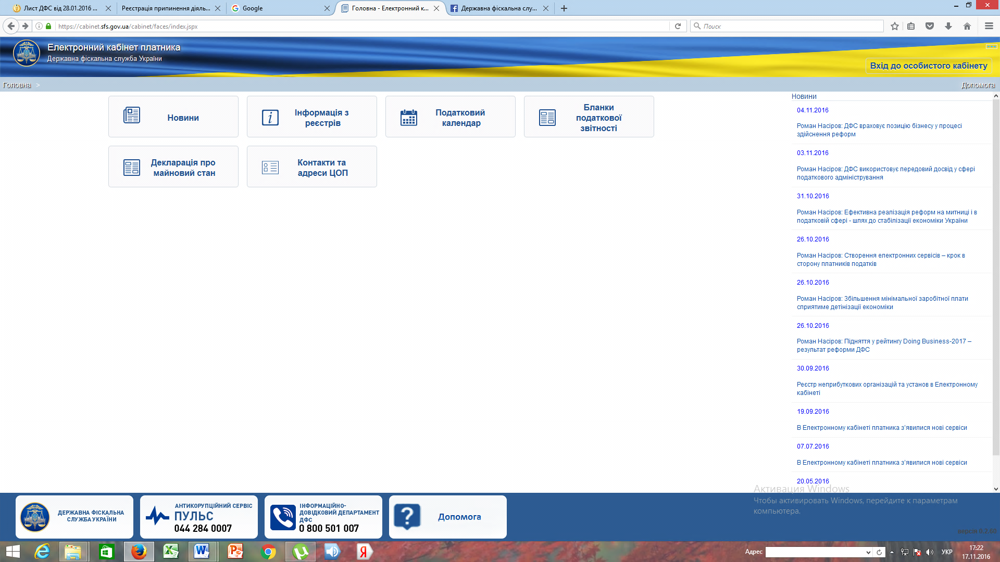 Лист ДФС від 28.01.2016 ...
Реєстрація припинення діяль...
Google
Головна - Електронний к...
Державна фіскальна слу...
https://cabinet.sfs.gov.ua/cabinet/faces/index.jspx
Поиск
Електронний кабінет платника
Державна фіскальна служба України
Вхід до особистого кабінету
Головна >
Допомога
Новини
Інформація з
реєстрів
Податковий
календар
Бланки
податкової
звітності
Декларація про
майновий стан
Контакти та
адреси ЦОП
Новини
04.11.2016
Роман Насіров: ДФС враховує позицію бізнесу у процесі
здійснення реформ
03.11.2016
Роман Насіров: ДФС використовує передовий досвід у сфері
податкового адміністрування
31.10.2016
Роман Насіров: Ефективна реалізація реформ на митниці і в
податковій сфері - шлях до стабілізації економіки України
26.10.2016
Роман Насіров: Створення електронних сервісів – крок в
сторону платників податків
26.10.2016
Роман Насіров: Збільшення мінімальної заробітної плати
сприятиме детінізації економіки
26.10.2016
Роман Насіров: Підняття у рейтингу Doing Business-2017 –
результат реформи ДФС
30.09.2016
Реєстр неприбуткових організацій та установ в Електронному
кабінеті
19.09.2016
В Електронному кабінеті платника з'явилися нові сервіси
07.07.2016
В Електронному кабінеті платника з'явилися нові сервіси
20.05.2016
Активация Windows
Чтобы активировать Windows, перейдите к параметрам
компьютера.
ДЕРЖАВНА ФІСКАЛЬНА
СЛУЖБА УКРАЇНИ
АНТИКОРУПЦІЙНИЙ СЕРВІС
ПУЛЬС
044 284 0007
ІНФОРМАЦІЙНО-
ДОВІДКОВИЙ ДЕПАРТАМЕНТ
ДФС
0 800 501 007
Допомога
версія 0.2.60
Адрес
УКР
17:22
17.11.2016